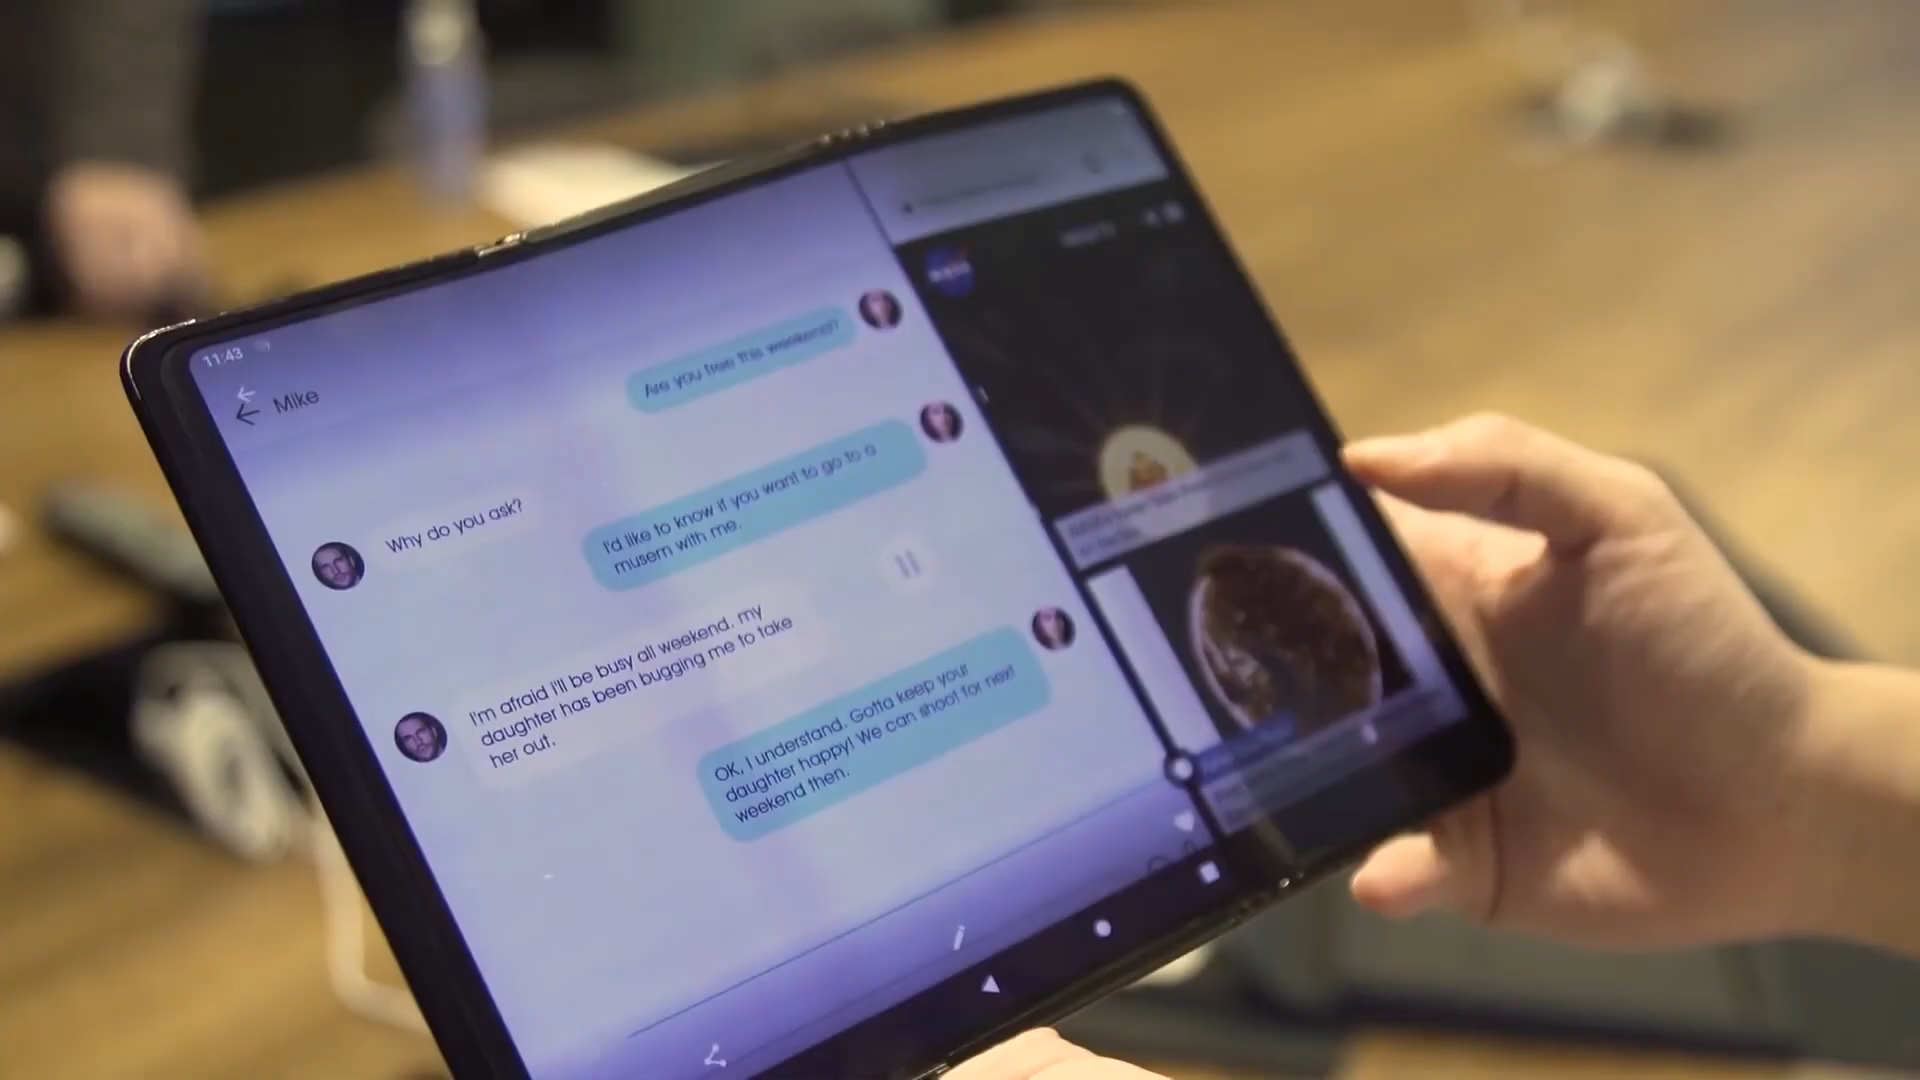 11:43
Mike
Are you free this weekend?
Why do you ask?
I'd like to know if you want to go to a
musem with me.
I'm afraid I'll be busy all weekend. my
daughter has been bugging me to take
her out.
OK, I understand. Gotta keep your
daughter happy! We can shoot for next
weekend then.
NASA